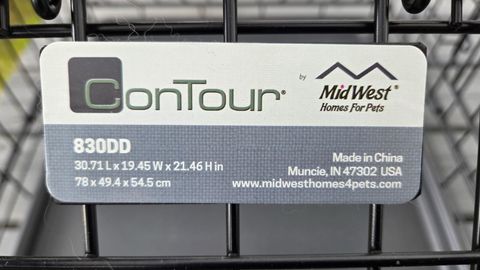 ConTour®
by MidWest®
Homes For Pets
830DD
30.71 L x 19.45 W x 21.46 H in
78 x 49.4 x 54.5 cm
Made in China
Muncie, IN 47302 USA
www.midwesthomes4pets.com